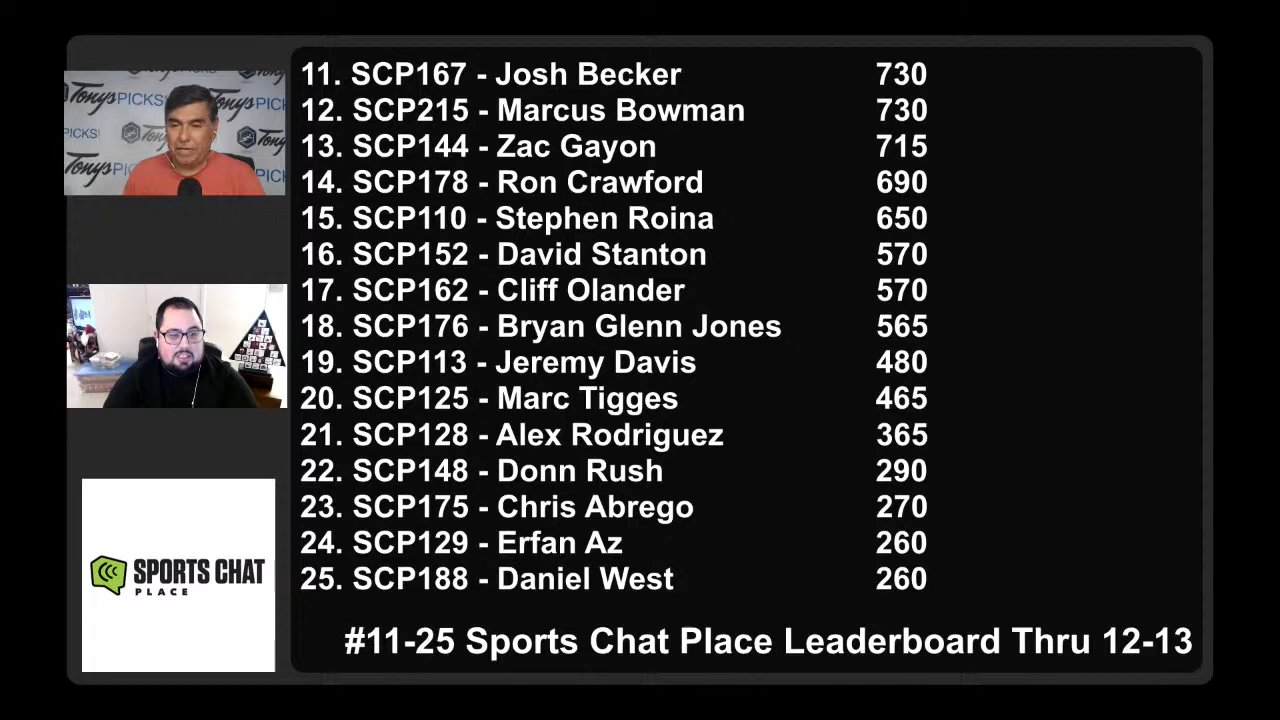 Tony's PICKS!
11. SCP167 - Josh Becker 730
12. SCP215 - Marcus Bowman 730
13. SCP144 - Zac Gayon 715
14. SCP178 - Ron Crawford 690
15. SCP110 - Stephen Roina 650
16. SCP152 - David Stanton 570
17. SCP162 - Cliff Olander 570
18. SCP176 - Bryan Glenn Jones 565
19. SCP113 - Jeremy Davis 480
20. SCP125 - Marc Tigges 465
21. SCP128 - Alex Rodriguez 365
22. SCP148 - Donn Rush 290
23. SCP175 - Chris Abrego 270
24. SCP129 - Erfan Az 260
25. SCP188 - Daniel West 260
SPORTS CHAT
PLACE
#11-25 Sports Chat Place Leaderboard Thru 12-13